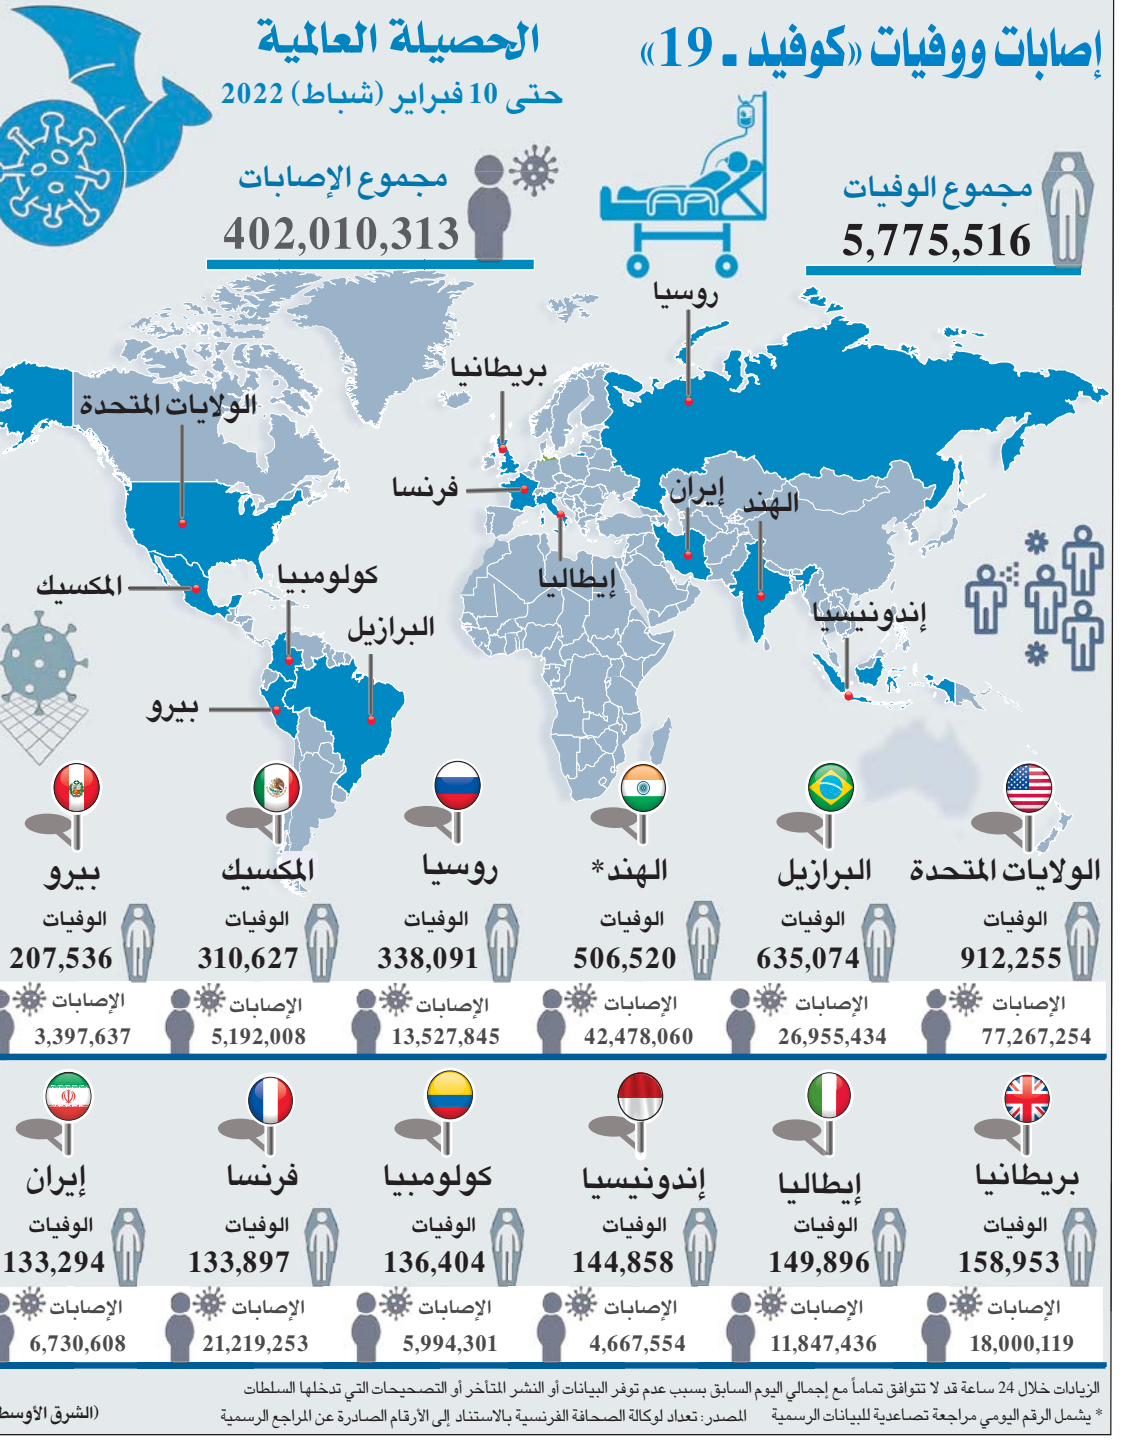 إصابات ووفيات «كوفيد ـ 19»
الحصيلة العالمية
حتى 10 فبراير (شباط) 2022
مجموع الوفيات
5,775,516
مجموع الإصابات
402,010,313
روسيا
بريطانيا
الولايات المتحدة
فرنسا
إيران
الهند
إيطاليا
كولومبيا
المكسيك
إندونيسيا
البرازيل
بيرو
الولايات المتحدة
الوفيات
912,255
الإصابات
77,267,254
البرازيل
الوفيات
635,074
الإصابات
26,955,434
الهند*
الوفيات
506,520
الإصابات
42,478,060
روسيا
الوفيات
338,091
الإصابات
13,527,845
المكسيك
الوفيات
310,627
الإصابات
5,192,008
بيرو
الوفيات
207,536
الإصابات
3,397,637
بريطانيا
الوفيات
158,953
الإصابات
18,000,119
إيطاليا
الوفيات
149,896
الإصابات
11,847,436
إندونيسيا
الوفيات
144,858
الإصابات
4,667,554
كولومبيا
الوفيات
136,404
الإصابات
5,994,301
فرنسا
الوفيات
133,897
الإصابات
21,219,253
إيران
الوفيات
133,294
الإصابات
6,730,608
الزيادات خلال 24 ساعة قد لا تتوافق تماماً مع إجمالي اليوم السابق بسبب عدم توفر البيانات أو النشر المتأخر أو التصحيحات التي تدخلها السلطات
* يشمل الرقم اليومي مراجعة تصاعدية للبيانات الرسمية المصدر: تعداد لوكالة الصحافة الفرنسية بالاستناد إلى الأرقام الصادرة عن المراجع الرسمية
(الشرق الأوسط